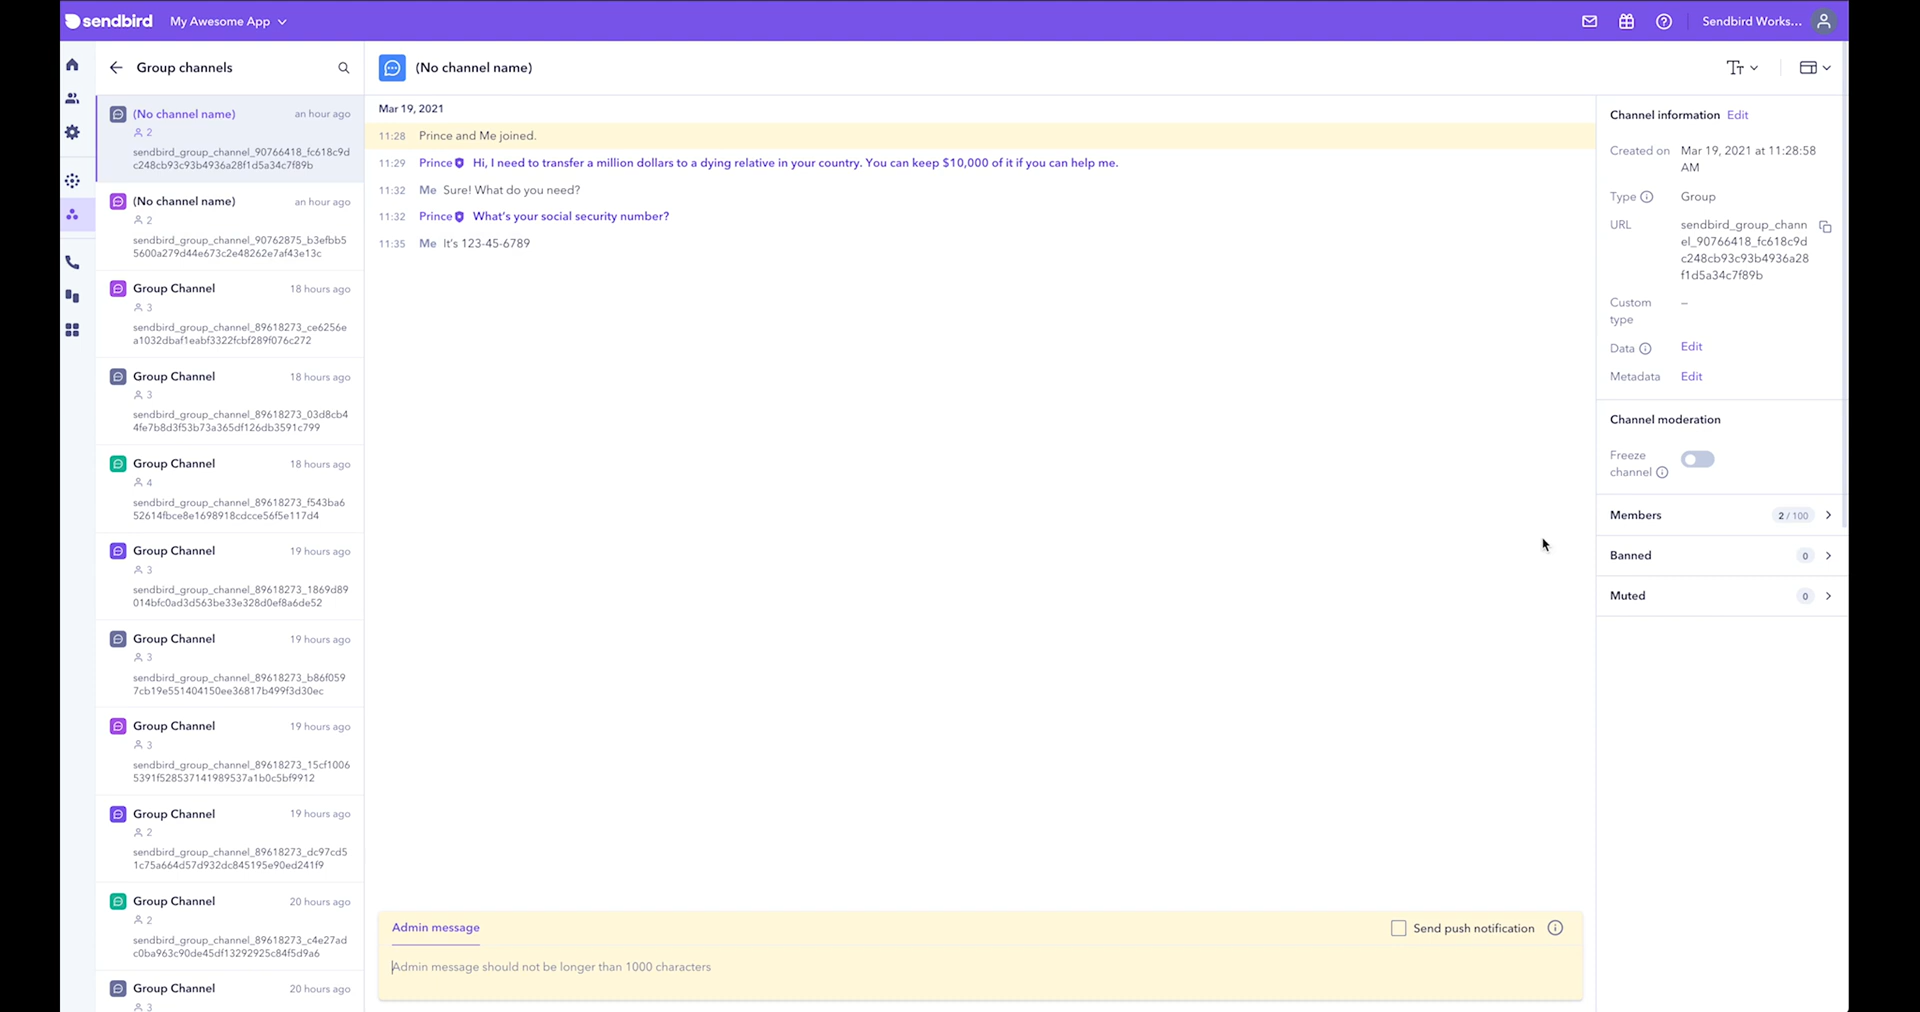 sendbird
My Awesome App
Sendbird Works...
Group channels
(No channel name)
an hour ago
2
sendbird_group_channel_90766418_fc618c9d
c248cb93c93b4936a28f1d5a34c7f89b
(No channel name)
an hour ago
2
sendbird_group_channel_90762875_b3efbb5
5600a279d44e673c2e48262e7af43e13c
Group Channel
18 hours ago
3
sendbird_group_channel_89618273_ce6256e
a1032dbaf1eabf3322fcbf289f076c272
Group Channel
18 hours ago
3
sendbird_group_channel_89618273_03d8cb4
4fe7b8d3f53b73a365df126db3591c799
Group Channel
18 hours ago
4
sendbird_group_channel_89618273_f543ba6
52614fbce8e1698918cdcce56f5e117d4
Group Channel
19 hours ago
3
sendbird_group_channel_89618273_1869d89
014bfc0ad3d563be33e328d0ef8a6de52
Group Channel
19 hours ago
3
sendbird_group_channel_89618273_b86f059
7cb19e551404150ee36817b499f3d30ec
Group Channel
19 hours ago
3
sendbird_group_channel_89618273_15cf1006
5391f528537141989537a1b0c5bf9912
Group Channel
19 hours ago
2
sendbird_group_channel_89618273_dc97cd5
1c75a664d57d932dc845195e90ed241f9
Group Channel
20 hours ago
2
sendbird_group_channel_89618273_c4e27ad
c0ba963c90de45df13292925c84f5d9a6
Group Channel
20 hours ago
3
(No channel name)
Mar 19, 2021
11:28 Prince and Me joined.
11:29 Prince Hi, I need to transfer a million dollars to a dying relative in your country. You can keep $10,000 of it if you can help me.
11:32 Me Sure! What do you need?
11:32 Prince What's your social security number?
11:35 Me It's 123-45-6789
Admin message
Send push notification
Admin message should not be longer than 1000 characters
Tт
Channel information Edit
Created on Mar 19, 2021 at 11:28:58
AM
Type Group
URL sendbird_group_chann
el_90766418_fc618c9d
c248cb93c93b4936a28
f1d5a34c7f89b
Custom –
type
Data Edit
Metadata Edit
Channel moderation
Freeze
channel
Members 2 / 100
Banned 0
Muted 0